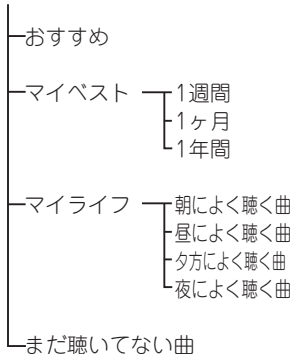 おすすめ
マイベスト
1週間
1ヶ月
1年間
マイライフ
朝によく聴く曲
昼によく聴く曲
夕方によく聴く曲
夜によく聴く曲
まだ聴いてない曲